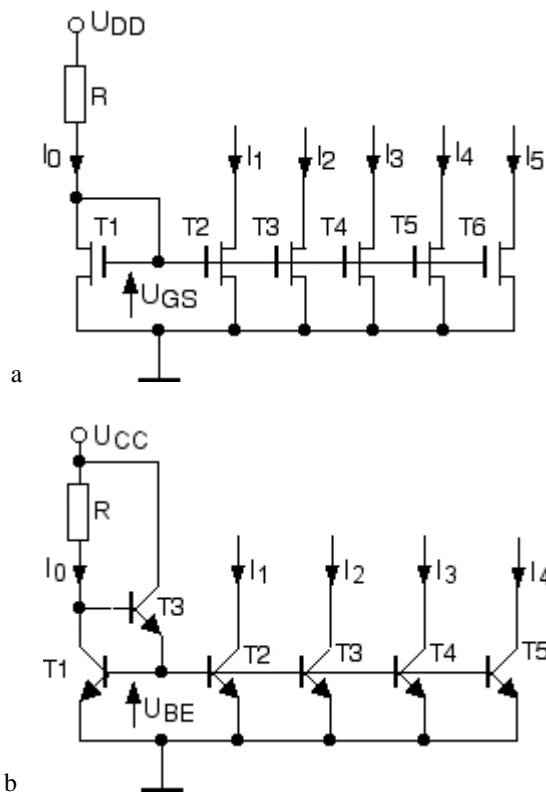 UDD
R
I0 I1 I2 I3 I4 I5
T1 T2 T3 T4 T5 T6
UGS
a
UCC
R
I0 I1 I2 I3 I4
T3
T1 T2 T3 T4 T5
UBE
b